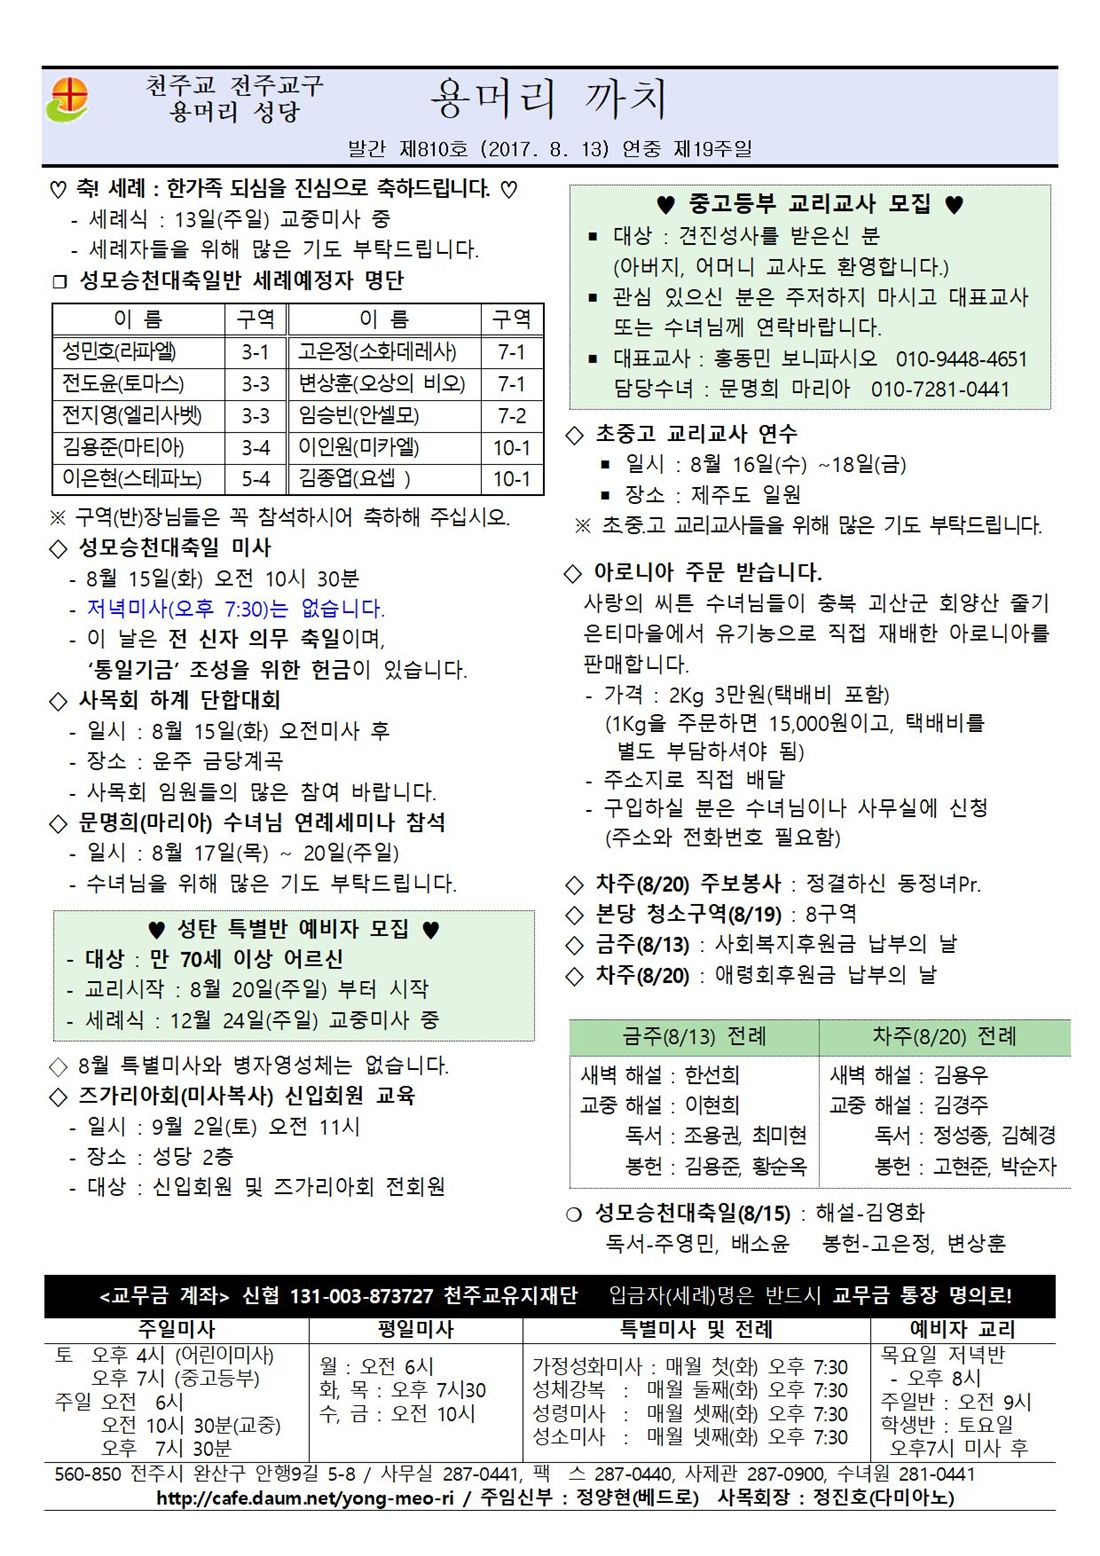 천주교 전주교구
용머리 성당
용머리 까치
발간 제810호 (2017. 8. 13) 연중 제19주일
♡ 축! 세례 : 한가족 되심을 진심으로 축하드립니다. ♡
- 세례식 : 13일(주일) 교중미사 중
- 세례자들을 위해 많은 기도 부탁드립니다.
❒ 성모승천대축일반 세례예정자 명단
이 름 구역 이 름 구역
성민호(라파엘) 3-1 고은정(소화데레사) 7-1
전도윤(토마스) 3-3 변상훈(오상의 비오) 7-1
전지영(엘리사벳) 3-3 임승빈(안셀모) 7-2
김용준(마티아) 3-4 이인원(미카엘) 10-1
이은현(스테파노) 5-4 김종엽(요셉 ) 10-1
※ 구역(반)장님들은 꼭 참석하시어 축하해 주십시오.
◇ 성모승천대축일 미사
- 8월 15일(화) 오전 10시 30분
- 저녁미사(오후 7:30)는 없습니다.
- 이 날은 전 신자 의무 축일이며,
‘통일기금’ 조성을 위한 헌금이 있습니다.
◇ 사목회 하계 단합대회
- 일시 : 8월 15일(화) 오전미사 후
- 장소 : 운주 금당계곡
- 사목회 임원들의 많은 참여 바랍니다.
◇ 문명희(마리아) 수녀님 연례세미나 참석
- 일시 : 8월 17일(목) ~ 20일(주일)
- 수녀님을 위해 많은 기도 부탁드립니다.
♥ 성탄 특별반 예비자 모집 ♥
- 대상 : 만 70세 이상 어르신
- 교리시작 : 8월 20일(주일) 부터 시작
- 세례식 : 12월 24일(주일) 교중미사 중
◇ 8월 특별미사와 병자영성체는 없습니다.
◇ 즈가리아회(미사복사) 신입회원 교육
- 일시 : 9월 2일(토) 오전 11시
- 장소 : 성당 2층
- 대상 : 신입회원 및 즈가리아회 전회원
♥ 중고등부 교리교사 모집 ♥
▪ 대상 : 견진성사를 받은신 분
(아버지, 어머니 교사도 환영합니다.)
▪ 관심 있으신 분은 주저하지 마시고 대표교사
또는 수녀님께 연락바랍니다.
▪ 대표교사 : 홍동민 보니파시오 010-9448-4651
담당수녀 : 문명희 마리아 010-7281-0441
◇ 초중고 교리교사 연수
▪ 일시 : 8월 16일(수) ~18일(금)
▪ 장소 : 제주도 일원
※ 초.중.고 교리교사들을 위해 많은 기도 부탁드립니다.
◇ 아로니아 주문 받습니다.
사랑의 씨튼 수녀님들이 충북 괴산군 회양산 줄기
은티마을에서 유기농으로 직접 재배한 아로니아를
판매합니다.
- 가격 : 2Kg 3만원(택배비 포함)
(1Kg을 주문하면 15,000원이고, 택배비를
별도 부담하셔야 됨)
- 주소지로 직접 배달
- 구입하실 분은 수녀님이나 사무실에 신청
(주소와 전화번호 필요함)
◇ 차주(8/20) 주보봉사 : 정결하신 동정녀Pr.
◇ 본당 청소구역(8/19) : 8구역
◇ 금주(8/13) : 사회복지후원금 납부의 날
◇ 차주(8/20) : 애령회후원금 납부의 날
금주(8/13) 전례 차주(8/20) 전례
새벽 해설 : 한선희 새벽 해설 : 김용우
교중 해설 : 이현희 교중 해설 : 김경주
독서 : 조용권, 최미현 독서 : 정성종, 김혜경
봉헌 : 김용준, 황순옥 봉헌 : 고현준, 박순자
❍ 성모승천대축일(8/15) : 해설-김영화
독서-주영민, 배소윤 봉헌-고은정, 변상훈
<교무금 계좌> 신협 131-003-873727 천주교유지재단 입금자(세례)명은 반드시 교무금 통장 명의로!
주일미사 평일미사 특별미사 및 전례 예비자 교리
토 오후 4시 (어린이미사)
오후 7시 (중고등부)
주일 오전 6시
오전 10시 30분(교중)
오후 7시 30분
월 : 오전 6시
화, 목 : 오후 7시30
수, 금 : 오전 10시
가정성화미사 : 매월 첫(화) 오후 7:30
성체강복 : 매월 둘째(화) 오후 7:30
성령미사 : 매월 셋째(화) 오후 7:30
성소미사 : 매월 넷째(화) 오후 7:30
목요일 저녁반
- 오후 8시
주일반 : 오전 9시
학생반 : 토요일
오후7시 미사 후
560-850 전주시 완산구 안행9길 5-8 / 사무실 287-0441, 팩 스 287-0440, 사제관 287-0900, 수녀원 281-0441
http://cafe.daum.net/yong-meo-ri / 주임신부 : 정양현(베드로) 사목회장 : 정진호(다미아노)